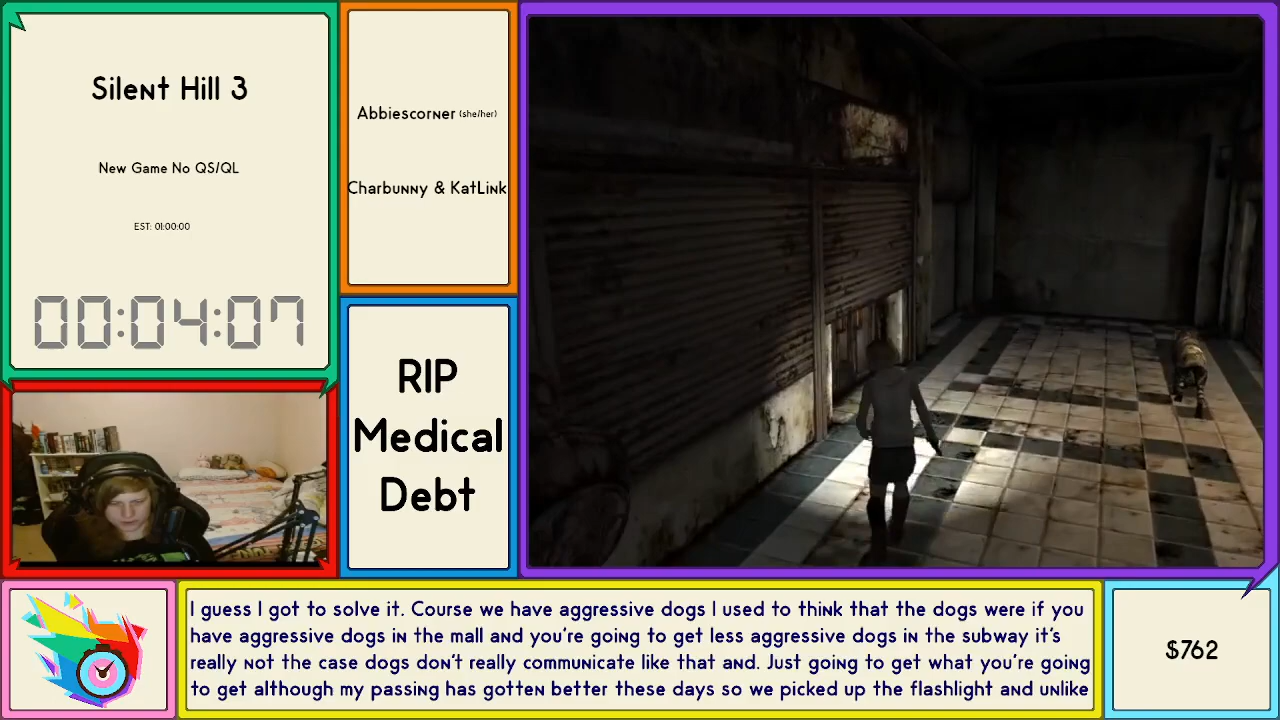 Silent Hill 3
New Game No QS/QL
EST: 01:00:00
00:04:07
Abbiescorner (she/her)
Charbunny & KatLink
RIP
Medical
Debt
I guess I got to solve it. Course we have aggressive dogs I used to think that the dogs were if you
have aggressive dogs in the mall and you're going to get less aggressive dogs in the subway it's
really not the case dogs don't really communicate like that and. Just going to get what you're going
to get although my passing has gotten better these days so we picked up the flashlight and unlike
$762